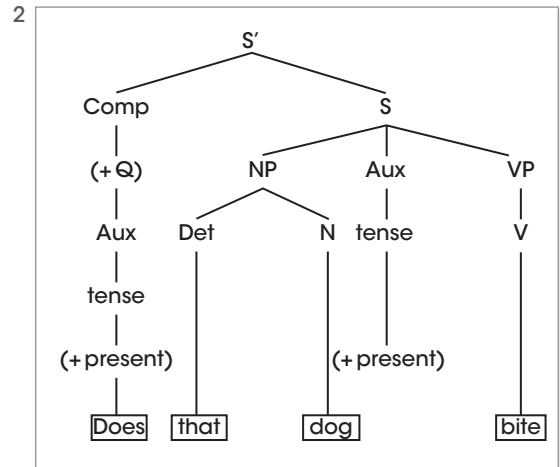 2
S’
Comp S
(+Q) NP Aux VP
Aux Det N tense V
tense
(+present) (+present)
Does that dog bite